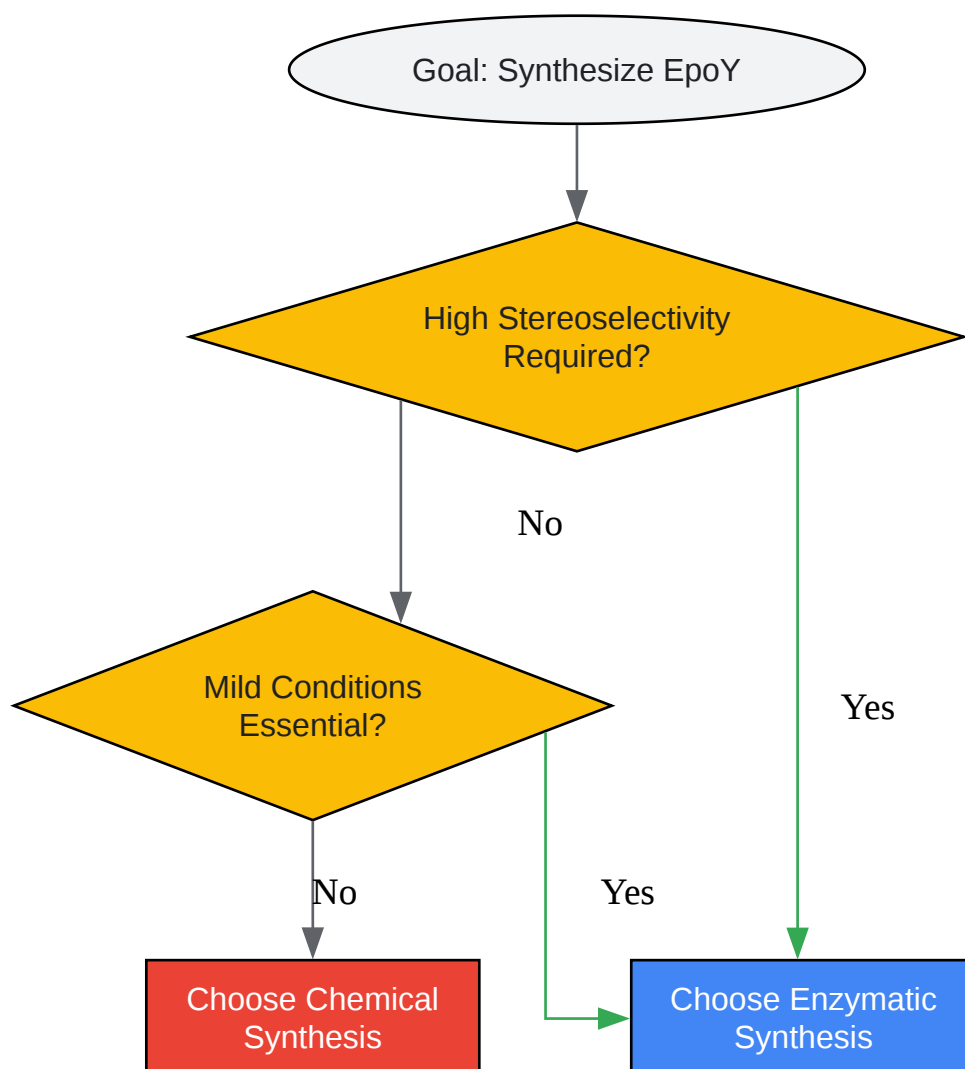 Goal: Synthesize EpoY
High Stereoselectivity
Required?
No
Mild Conditions
Essential?
Yes
No
Yes
Choose Chemical
Synthesis
Choose Enzymatic
Synthesis